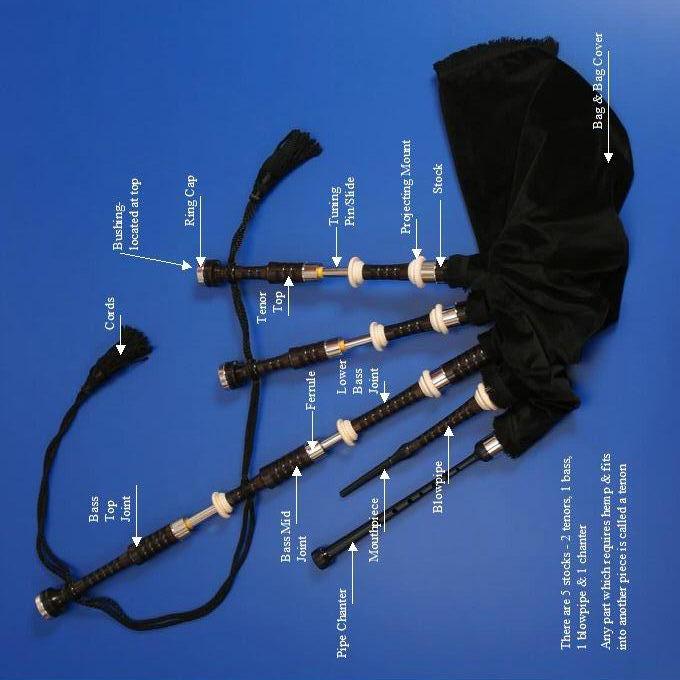 Bag & Bag Cover
Bushing-
located at top
Ring Cap
Tuning
Pin/Slide
Projecting Mount
Stock
Cords
Tenor
Top
Lower
Bass
Joint
Ferrule
Bass
Top
Joint
Bass Mid
Joint
Mouthpiece
Blowpipe
Pipe Chanter
There are 5 stocks - 2 tenors, 1 bass,
1 blowpipe & 1 chanter
Any part which requires hemp & fits
into another piece is called a tenon